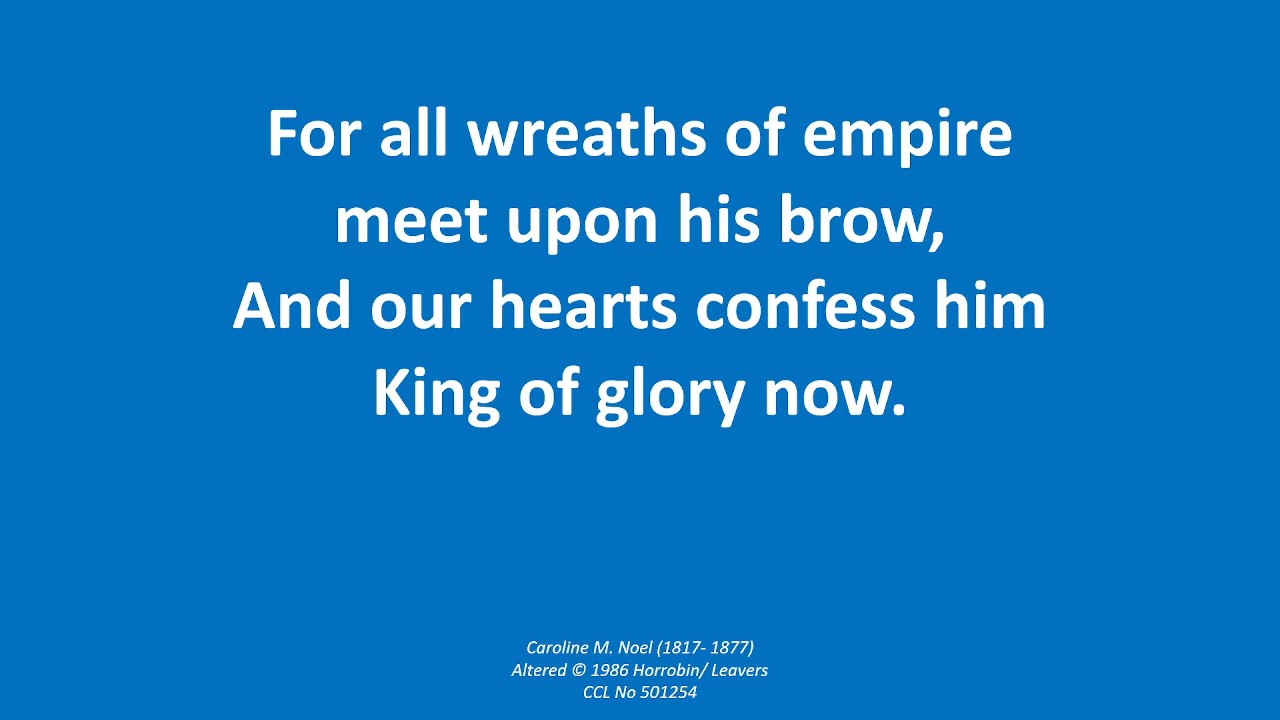 For all wreaths of empire
meet upon his brow,
And our hearts confess him
King of glory now.
Caroline M. Noel (1817- 1877)
Altered © 1986 Horrobin/ Leavers
CCL No 501254